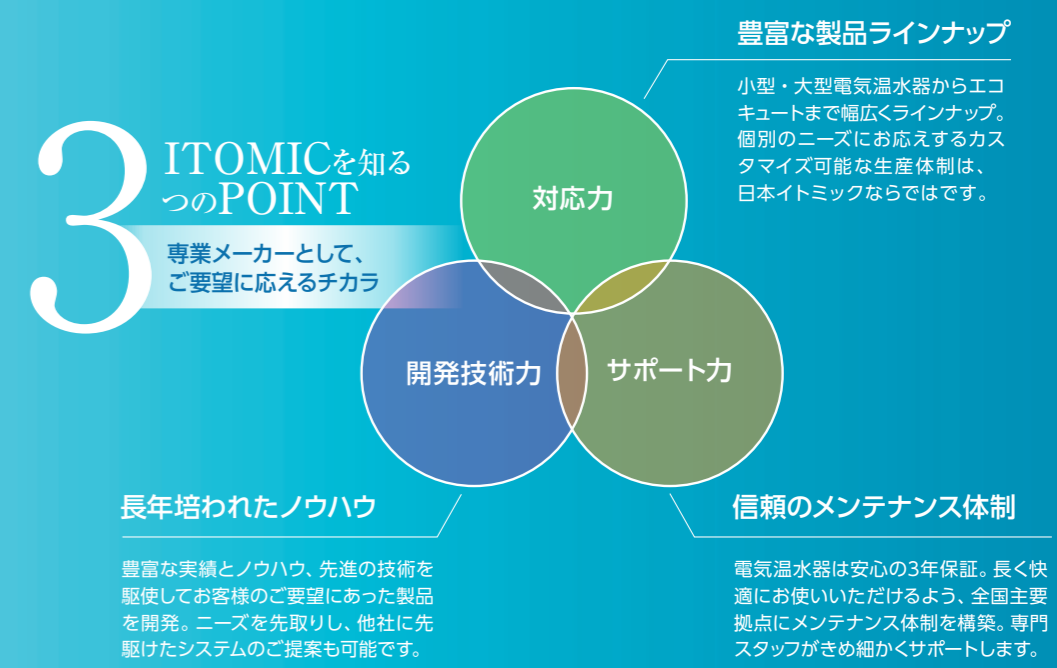 3
ITOMICを知る
つのPOINT
専業メーカーとして、
ご要望に応えるチカラ
対応力
開発技術力
サポート力
豊富な製品ラインナップ
小型・大型電気温水器からエコ
キュートまで幅広くラインナップ。
個別のニーズにお応えするカス
タマイズ可能な生産体制は、
日本イトミックならではです。
長年培われたノウハウ
豊富な実績とノウハウ、先進の技術を
駆使してお客様のご要望にあった製品
を開発。ニーズを先取りし、他社に先
駆けたシステムのご提案も可能です。
信頼のメンテナンス体制
電気温水器は安心の3年保証。長く快
適にお使いいただけるよう、全国主要
拠点にメンテナンス体制を構築。専門
スタッフがきめ細かくサポートします。